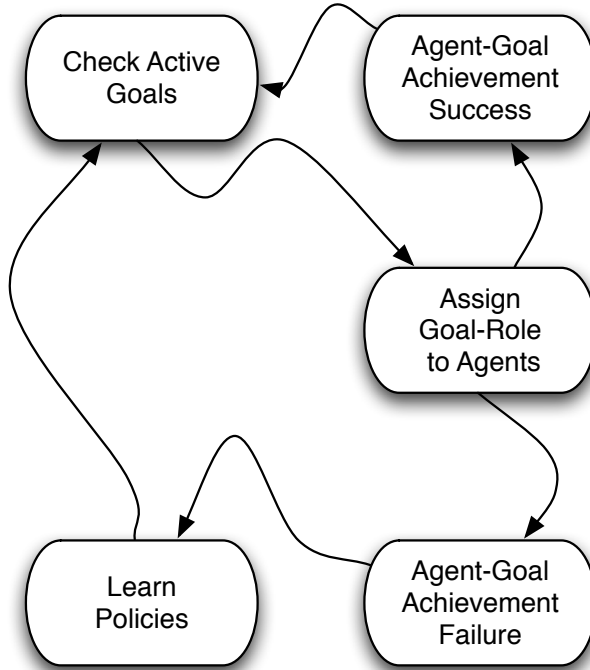 Check Active
Goals
Agent-Goal
Achievement
Success
Assign
Goal-Role
to Agents
Learn
Policies
Agent-Goal
Achievement
Failure